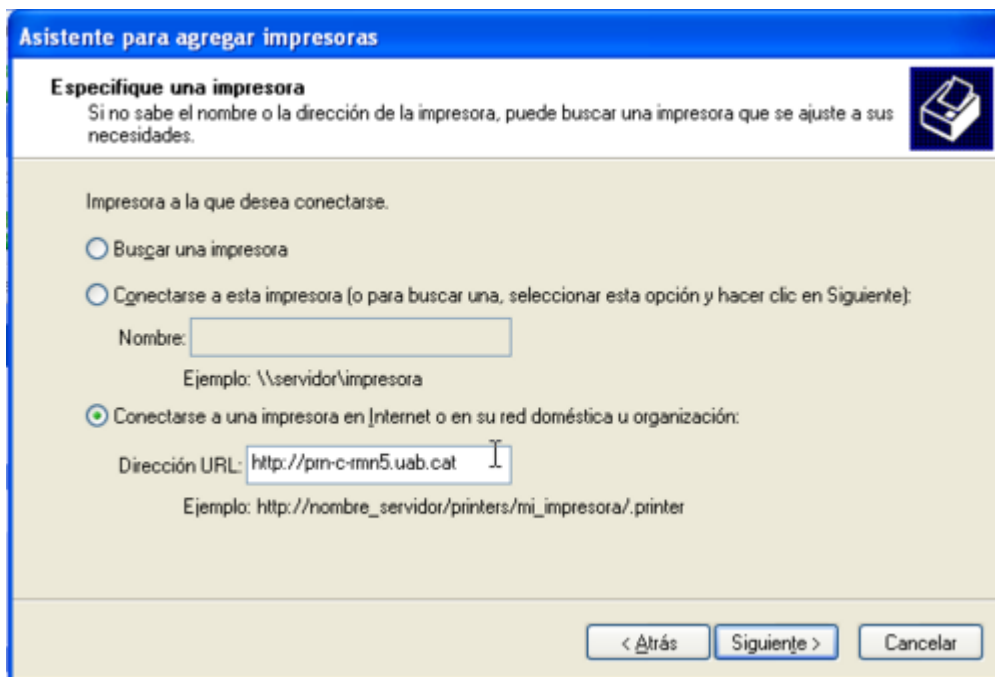 Asistente para agregar impresoras
Especifique una impresora
Si no sabe el nombre o la dirección de la impresora, puede buscar una impresora que se ajuste a sus
necesidades.
Impresora a la que desea conectarse.
Buscar una impresora
Conectarse a esta impresora (o para buscar una, seleccionar esta opción y hacer clic en Siguiente):
Nombre:
Ejemplo: \\servidor\impresora
Conectarse a una impresora en Internet o en su red doméstica u organización:
Dirección URL: http://prn-c-rmn5.uab.cat
Ejemplo: http://nombre_servidor/printers/mi_impresora/.printer
< Atrás Siguiente > Cancelar